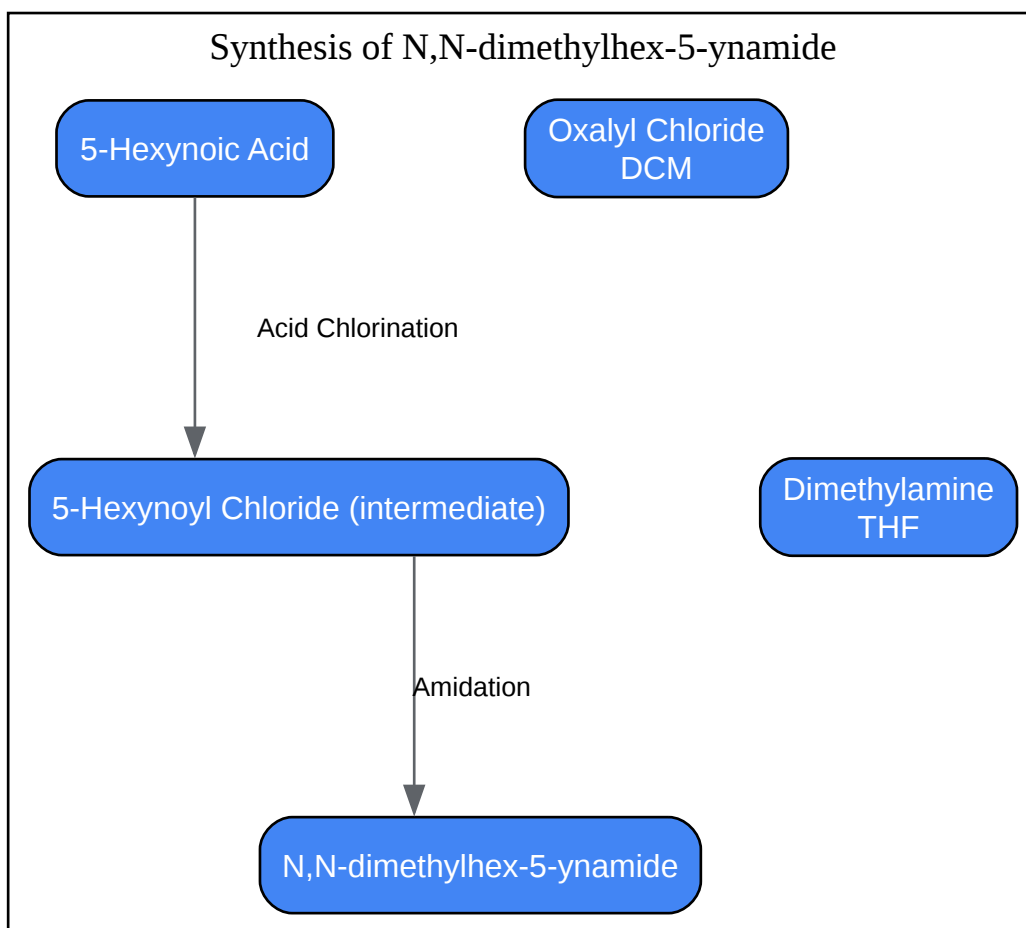 Synthesis of N,N-dimethylhex-5-ynamide
5-Hexynoic Acid
Oxalyl Chloride
DCM
Acid Chlorination
5-Hexynoyl Chloride (intermediate)
Dimethylamine
THF
Amidation
N,N-dimethylhex-5-ynamide